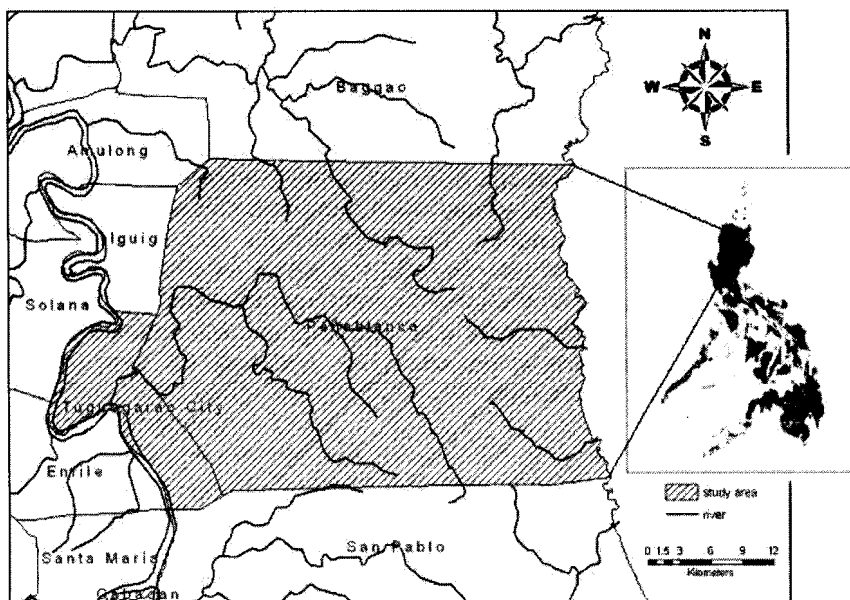 N
W E
S
Baggao
Amulong
Iguig
Solana
Peñablanca
Tuguegarao City
Enrile
Santa Maria
San Pablo
Cabagan
study area
river
0 1.5 3 6 9 12
Kilometers